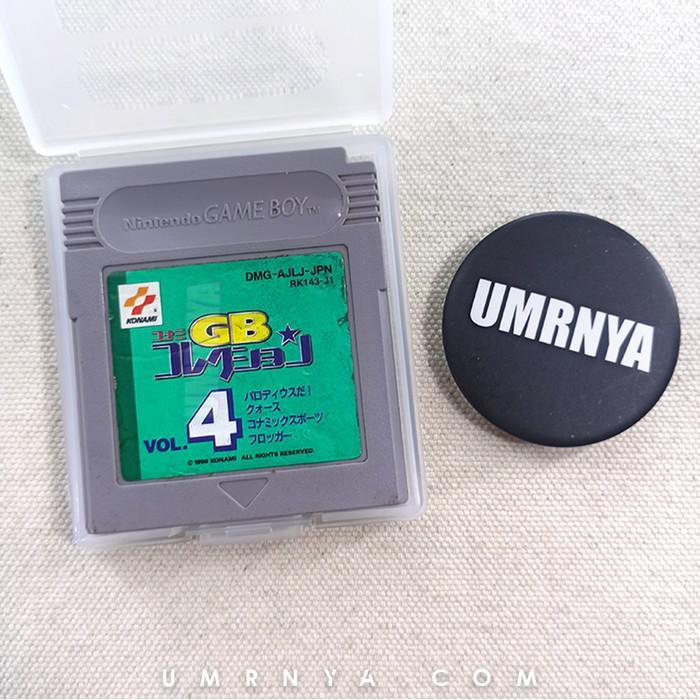 Nintendo GAME BOY™
DMG-AJLJ-JPN
RK143-J1
KONAMI
コナミ
GB
コレクション
VOL.4
パロディウスだ!
クォース
コナミックスポーツ
フロッガー
© 1998 KONAMI ALL RIGHTS RESERVED.
UMRNYA
UMRNYA.COM